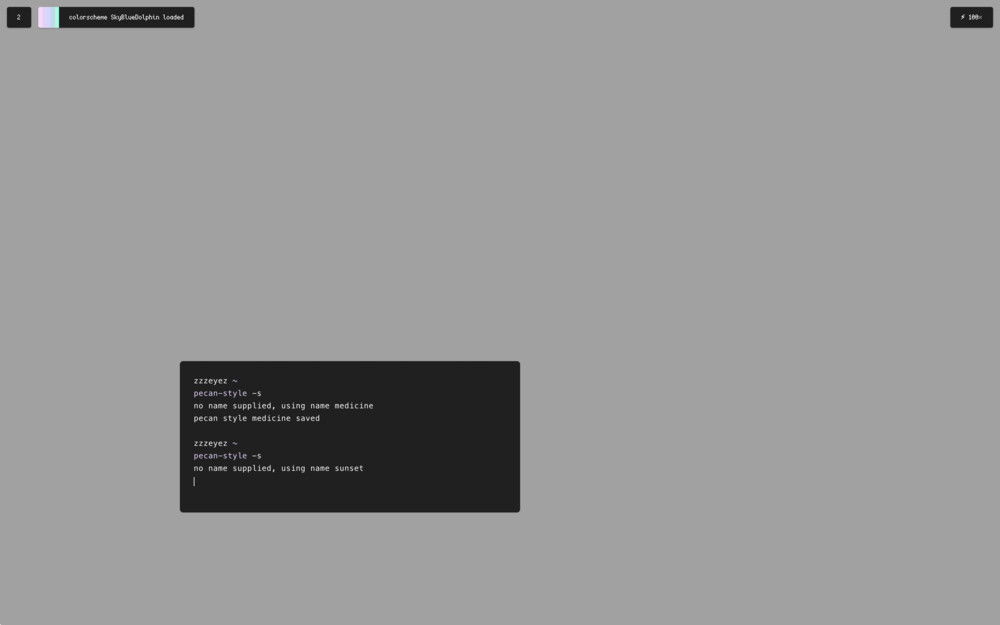 2
colorscheme SkyBlueDolphin loaded
⚡ 100%
zzzeyez ~
pecan-style -s
no name supplied, using name medicine
pecan style medicine saved
zzzeyez ~
pecan-style -s
no name supplied, using name sunset